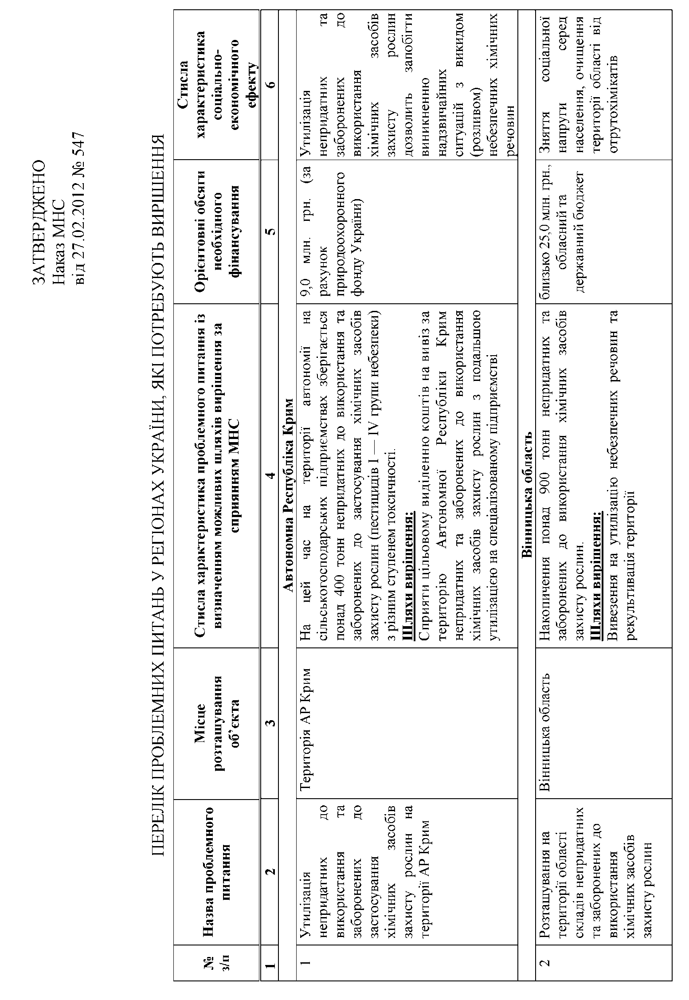 ЗАТВЕРДЖЕНО
Наказ МНС
від 27.02.2012 № 547
ПЕРЕЛІК ПРОБЛЕМНИХ ПИТАНЬ У РЕГІОНАХ УКРАЇНИ, ЯКІ ПОТРЕБУЮТЬ ВИРІШЕННЯ
№
з/п
Назва проблемного
питання
Місце
розташування
об’єкта
Стисла характеристика проблемного питання із
визначенням можливих шляхів вирішення за
сприянням МНС
Орієнтовні обсяги
необхідного
фінансування
Стисла
характеристика
соціально-
економічного
ефекту
1
2
3
4
5
6
Автономна Республіка Крим
1
Утилізація
непридатних до
використання та
заборонених до
застосування
хімічних засобів
захисту рослин на
території АР Крим
Територія АР Крим
На цей час на території автономії на
сільськогосподарських підприємствах зберігається
понад 400 тонн непридатних до використання та
заборонених до застосування хімічних засобів
захисту рослин (пестицидів I — IV групи небезпеки)
з різним ступенем токсичності.
Шляхи вирішення:
Сприяти цільовому виділенню коштів на вивіз за
територію Автономної Республіки Крим
непридатних та заборонених до використання
хімічних засобів захисту рослин з подальшою
утилізацією на спеціалізованому підприємстві
9,0 млн. грн. (за
рахунок
природоохоронного
фонду України)
Утилізація
непридатних та
заборонених до
використання
хімічних засобів
захисту рослин
дозволить запобігти
виникненню
надзвичайних
ситуацій з викидом
(розливом)
небезпечних хімічних
речовин
Вінницька область
2
Розташування на
території області
складів непридатних
та заборонених до
використання
хімічних засобів
захисту рослин
Вінницька область
Накопичення понад 900 тонн непридатних та
заборонених до використання хімічних засобів
захисту рослин.
Шляхи вирішення:
Вивезення на утилізацію небезпечних речовин та
рекультивація території
близько 25,0 млн. грн.,
обласний та
державний бюджет
Зняття соціальної
напруги серед
населення, очищення
території області від
отрутохімікатів